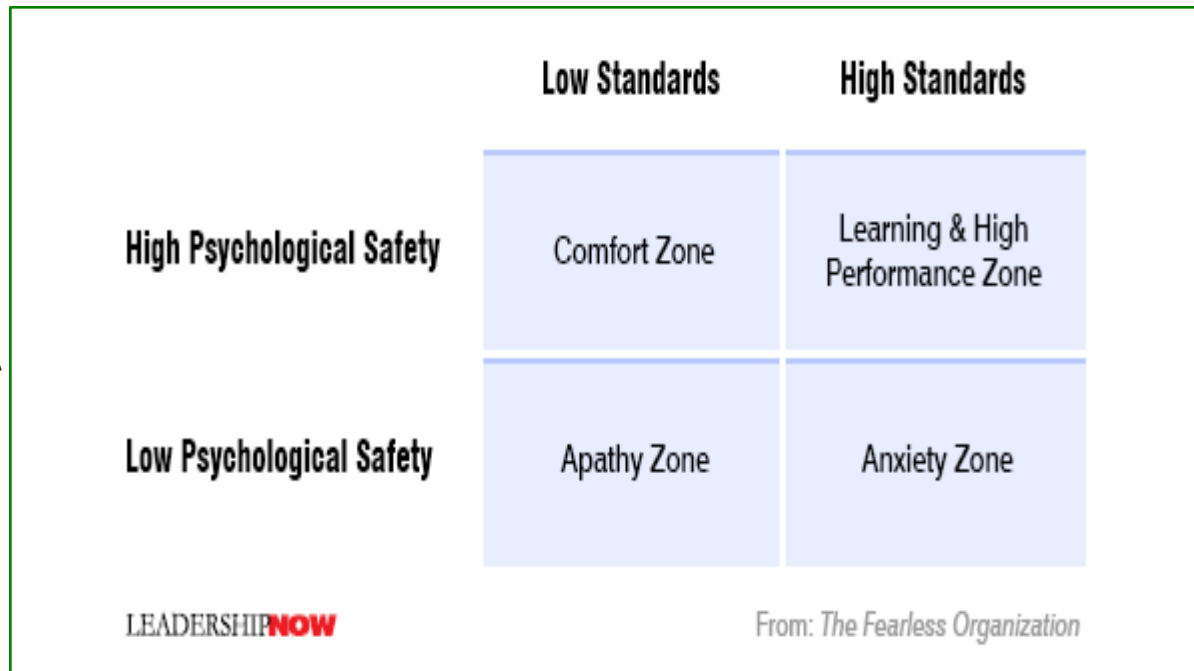 Low Standards High Standards
High Psychological Safety Comfort Zone Learning & High
Performance Zone
Low Psychological Safety Apathy Zone Anxiety Zone
LEADERSHIPNOW From: The Fearless Organization